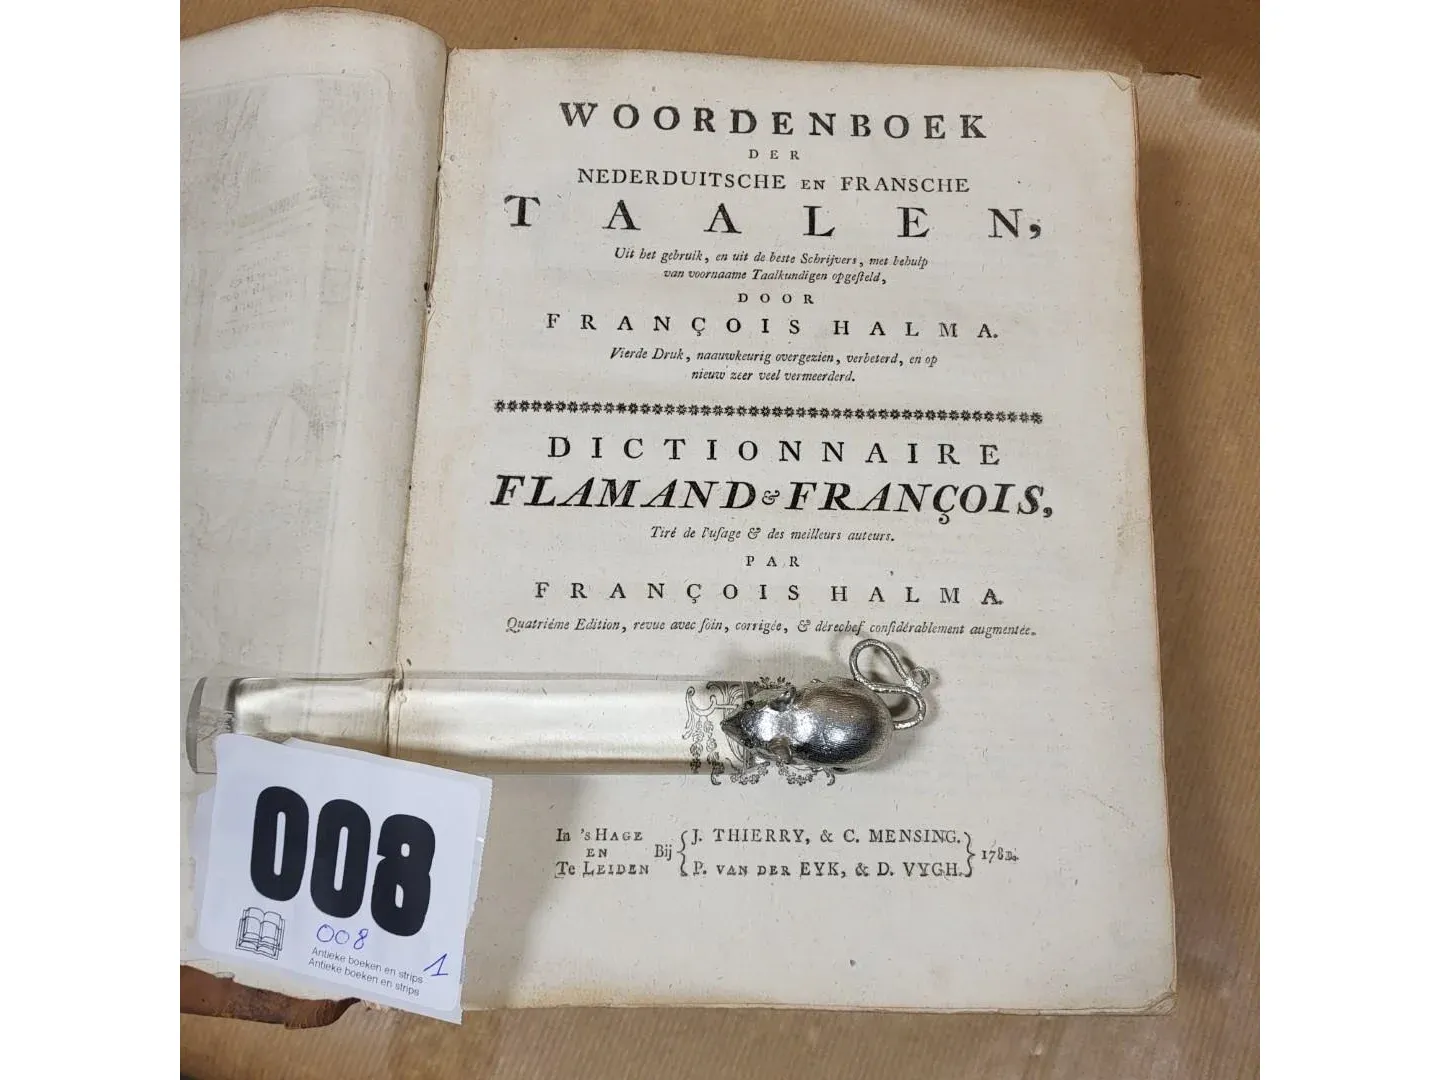 WOORDENBOEK
DER
NEDERDUITSCHE EN FRANSCHE
TAALEN,
Uit het gebruik, en uit de beste Schrijvers, met behulp
van voornaame Taalkundigen opgesteld,
DOOR
FRANÇOIS HALMA.
Vierde Druk, naauwkeurig overgezien, verbeterd, en op
nieuw zeer veel vermeerderd.
DICTIONNAIRE
FLAMAND & FRANÇOIS,
Tiré de l'usage & des meilleurs auteurs.
PAR
FRANÇOIS HALMA.
Quatriéme Edition, revue avec soin, corrigée, & dérechef considérablement augmentée.
In 's HAGE
EN
Te LEIDEN
Bij
J. THIERRY, & C. MENSING.
P. VAN DER EYK, & D. VYGH.
008
008
1
Antieke boeken en strips
Antieke boeken en strips